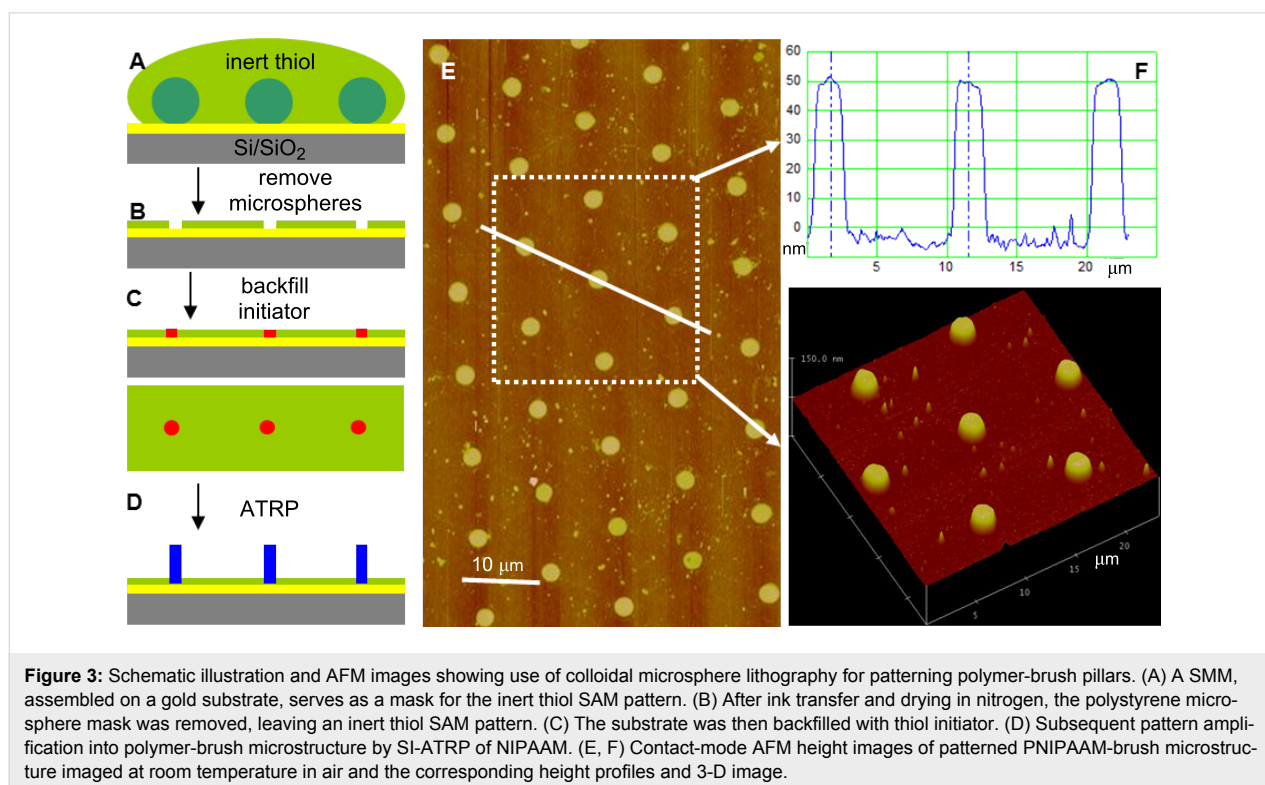 A
inert thiol
Si/SiO2
remove
microspheres
B
backfill
initiator
C
ATRP
D
E
10 μm
F
60
50
40
30
20
10
0
nm
5
10
15
20
μm
150.0 nm
5
10
15
20
μm
Figure 3: Schematic illustration and AFM images showing use of colloidal microsphere lithography for patterning polymer-brush pillars. (A) A SMM,
assembled on a gold substrate, serves as a mask for the inert thiol SAM pattern. (B) After ink transfer and drying in nitrogen, the polystyrene micro-
sphere mask was removed, leaving an inert thiol SAM pattern. (C) The substrate was then backfilled with thiol initiator. (D) Subsequent pattern ampli-
fication into polymer-brush microstructure by SI-ATRP of NIPAAM. (E, F) Contact-mode AFM height images of patterned PNIPAAM-brush microstruc-
ture imaged at room temperature in air and the corresponding height profiles and 3-D image.